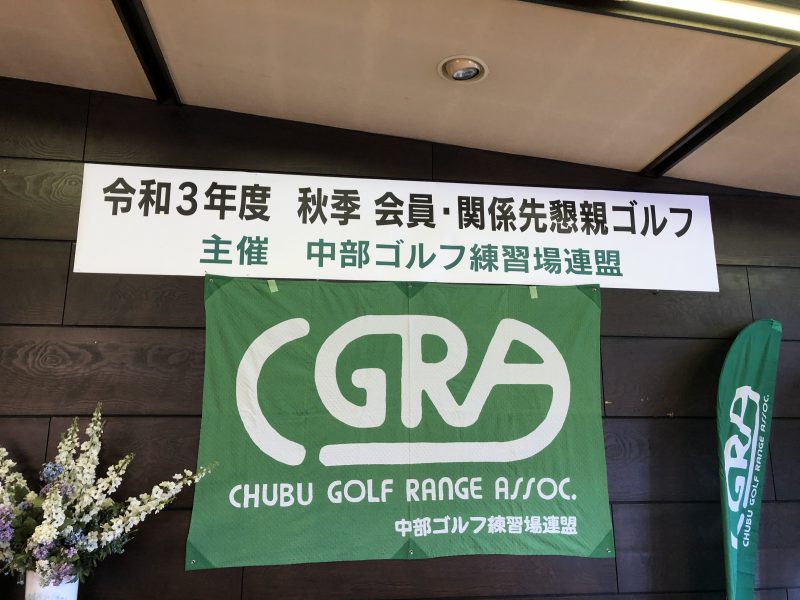 令和3年度 秋季 会員・関係先懇親ゴルフ
主催 中部ゴルフ練習場連盟
CGRA
CHUBU GOLF RANGE ASSOC.
中部ゴルフ練習場連盟
CGRA
CHUBU GOLF RANGE ASSOC.